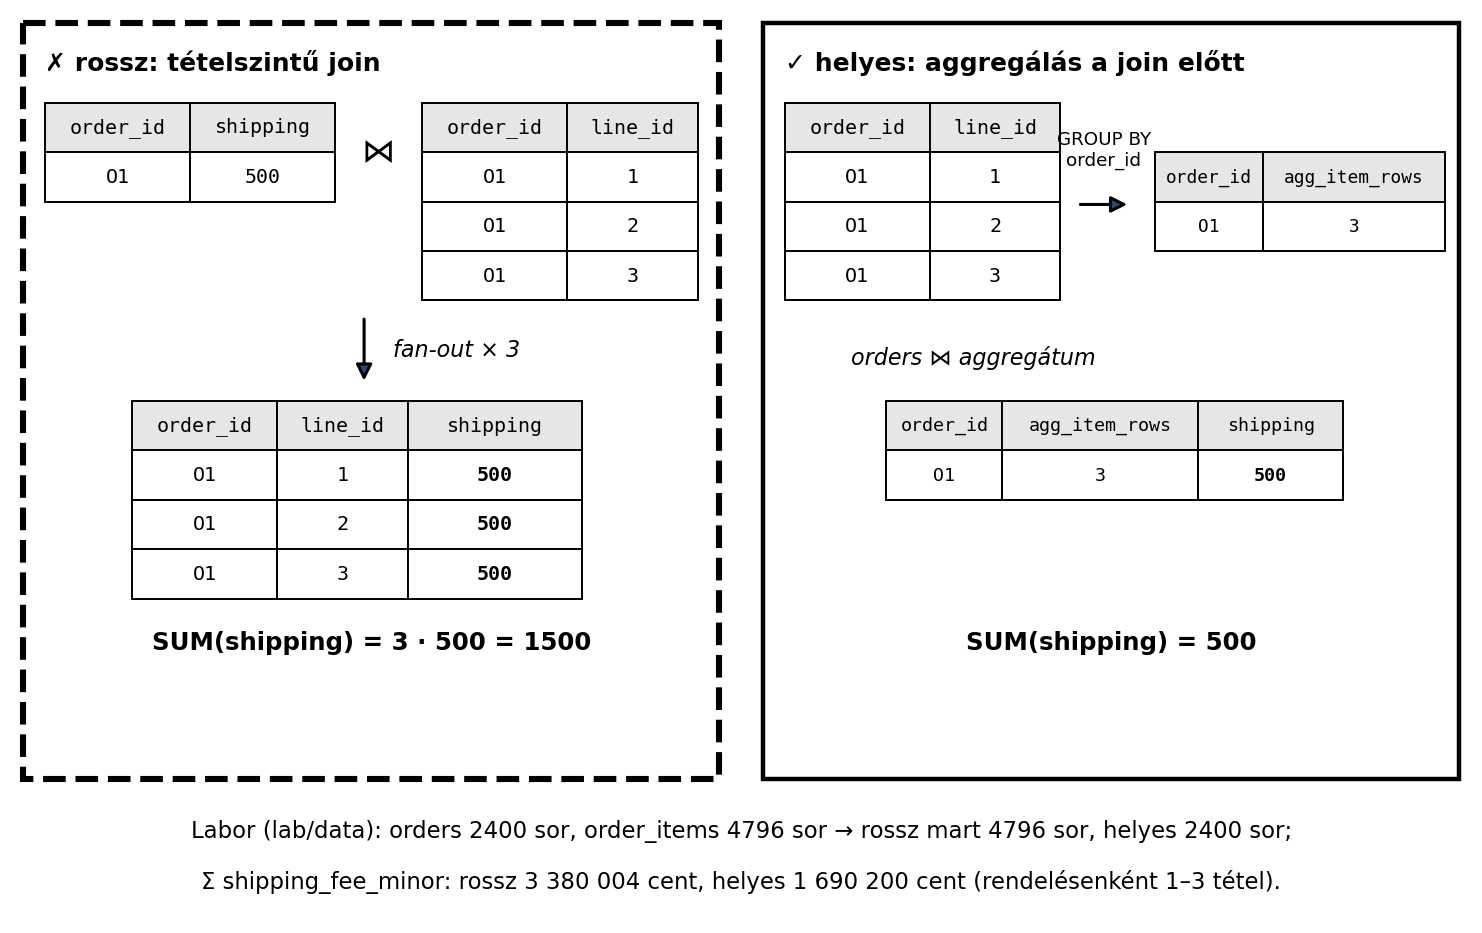 ✗ rossz: tételszintű join
order_id shipping
O1 500
⋈
order_id line_id
O1 1
O1 2
O1 3
fan-out × 3
order_id line_id shipping
O1 1 500
O1 2 500
O1 3 500
SUM(shipping) = 3 · 500 = 1500
✓ helyes: aggregálás a join előtt
order_id line_id
O1 1
O1 2
O1 3
GROUP BY
order_id
order_id agg_item_rows
O1 3
orders ⋈ aggregátum
order_id agg_item_rows shipping
O1 3 500
SUM(shipping) = 500
Labor (lab/data): orders 2400 sor, order_items 4796 sor → rossz mart 4796 sor, helyes 2400 sor;
Σ shipping_fee_minor: rossz 3 380 004 cent, helyes 1 690 200 cent (rendelésenként 1–3 tétel).